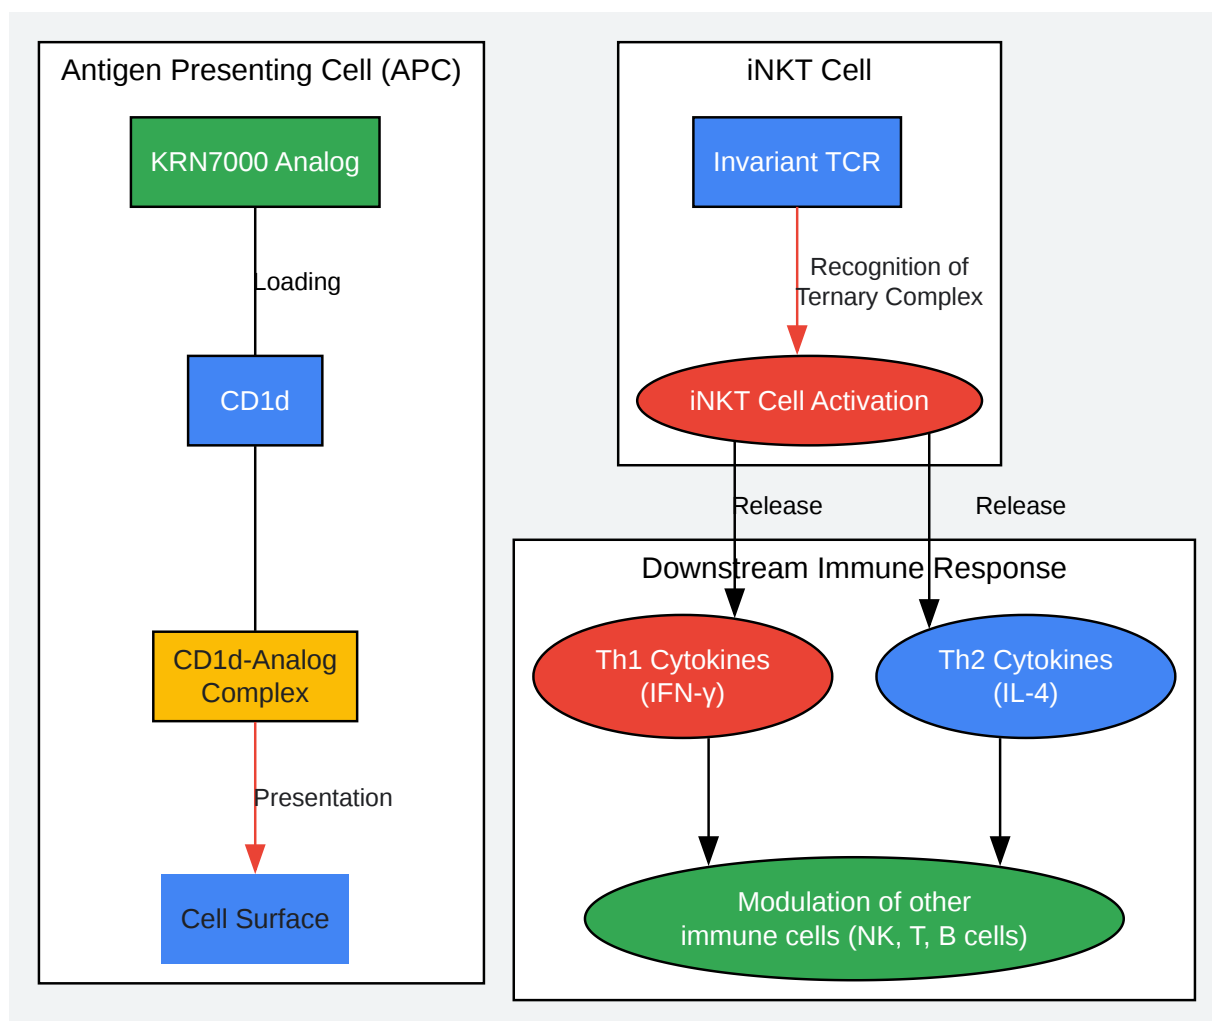 Antigen Presenting Cell (APC)
KRN7000 Analog
Loading
CD1d
CD1d-Analog
Complex
Presentation
Cell Surface
iNKT Cell
Invariant TCR
Recognition of
Ternary Complex
iNKT Cell Activation
Release
Release
Downstream Immune Response
Th1 Cytokines
(IFN-γ)
Th2 Cytokines
(IL-4)
Modulation of other
immune cells (NK, T, B cells)